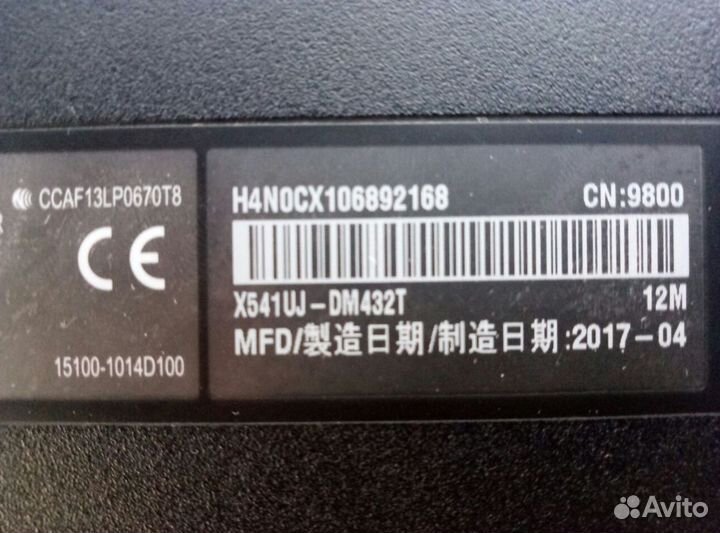 CCAF13LP0670T8
CE
15100-1014D100
H4N0CX106892168 CN:9800
X541UJ-DM432T 12M
MFD/製造日期/制造日期:2017-04
Avito